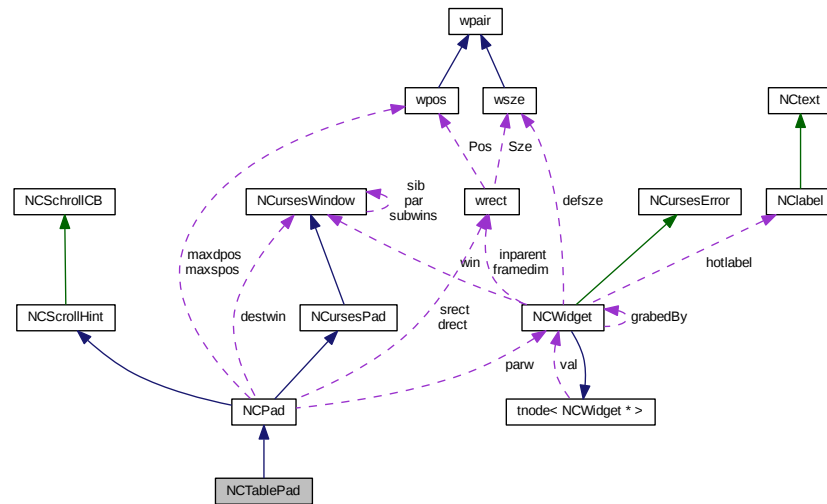 wpair
wpos
wsze
NCtext
Pos
Sze
NCSchrollCB
NCursesWindow
sib
par
subwins
wrect
defsze
NCursesError
NClabel
maxdpos
maxspos
win
inparent
framedim
hotlabel
NCScrollHint
destwin
NCursesPad
srect
drect
NCWidget
grabedBy
parw
val
NCPad
tnode< NCWidget * >
NCTablePad